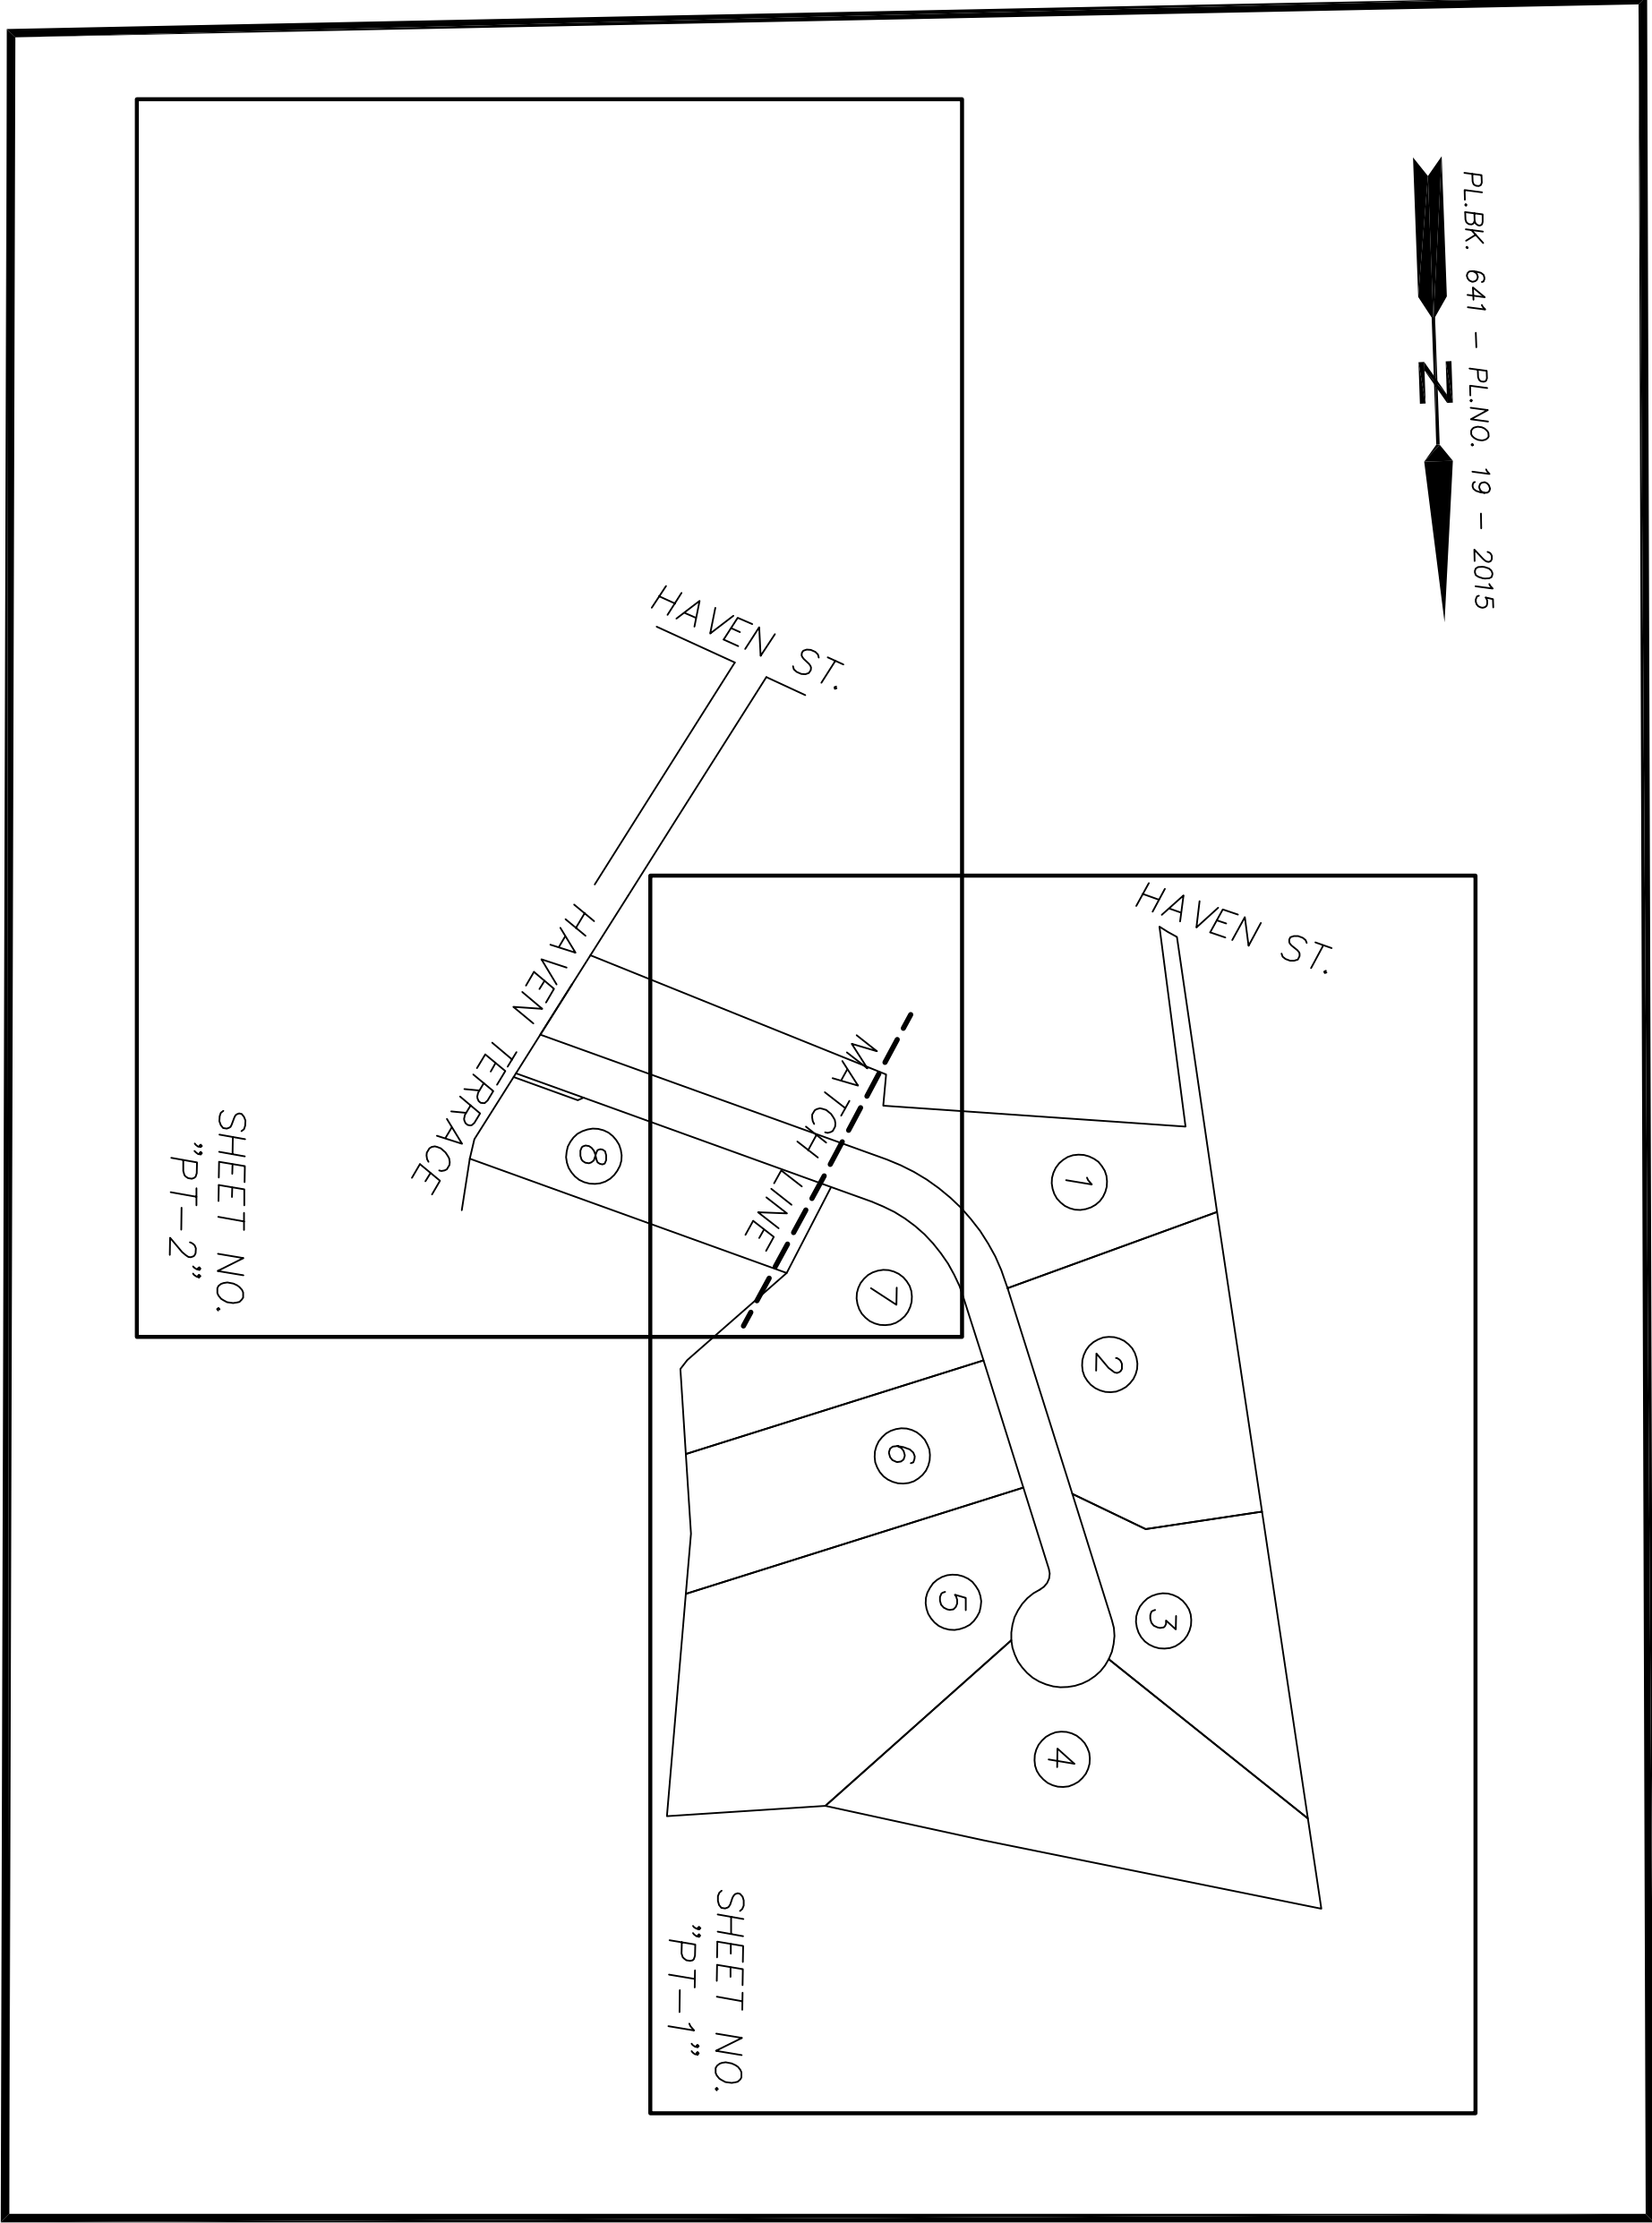 PL.BK. 641 - PL.NO. 19 - 2015
N
HAVEN ST.
1
2
3
4
5
6
7
MATCH LINE
SHEET NO.
"PT-1"
HAVEN ST.
HAVEN TERRACE
8
SHEET NO.
"PT-2"